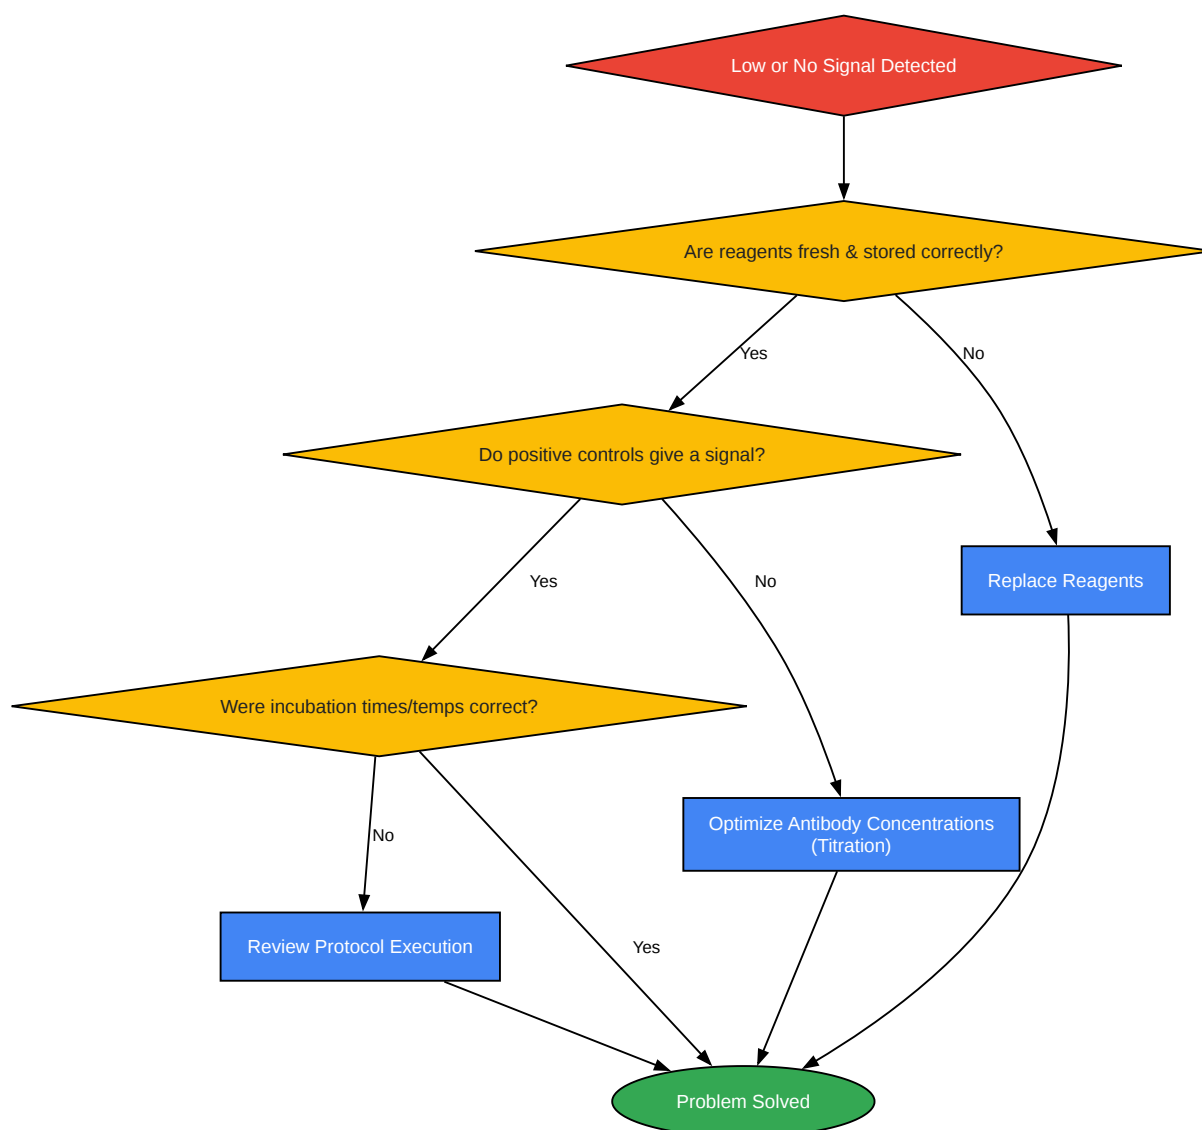 Low or No Signal Detected
Are reagents fresh & stored correctly?
Yes
No
Do positive controls give a signal?
Yes
No
Replace Reagents
Were incubation times/temps correct?
No
Optimize Antibody Concentrations
(Titration)
Review Protocol Execution
Yes
Problem Solved